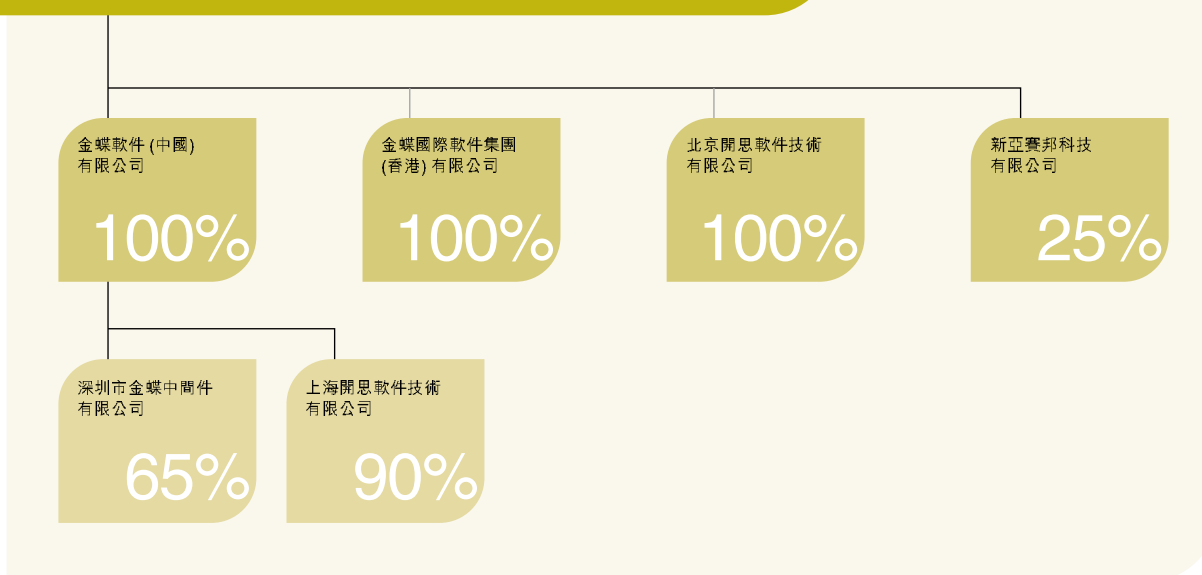 金蝶軟件 (中國)
有限公司
100%
金蝶國際軟件集團
(香港) 有限公司
100%
北京開思軟件技術
有限公司
100%
新亞賽邦科技
有限公司
25%
深圳市金蝶中間件
有限公司
65%
上海開思軟件技術
有限公司
90%